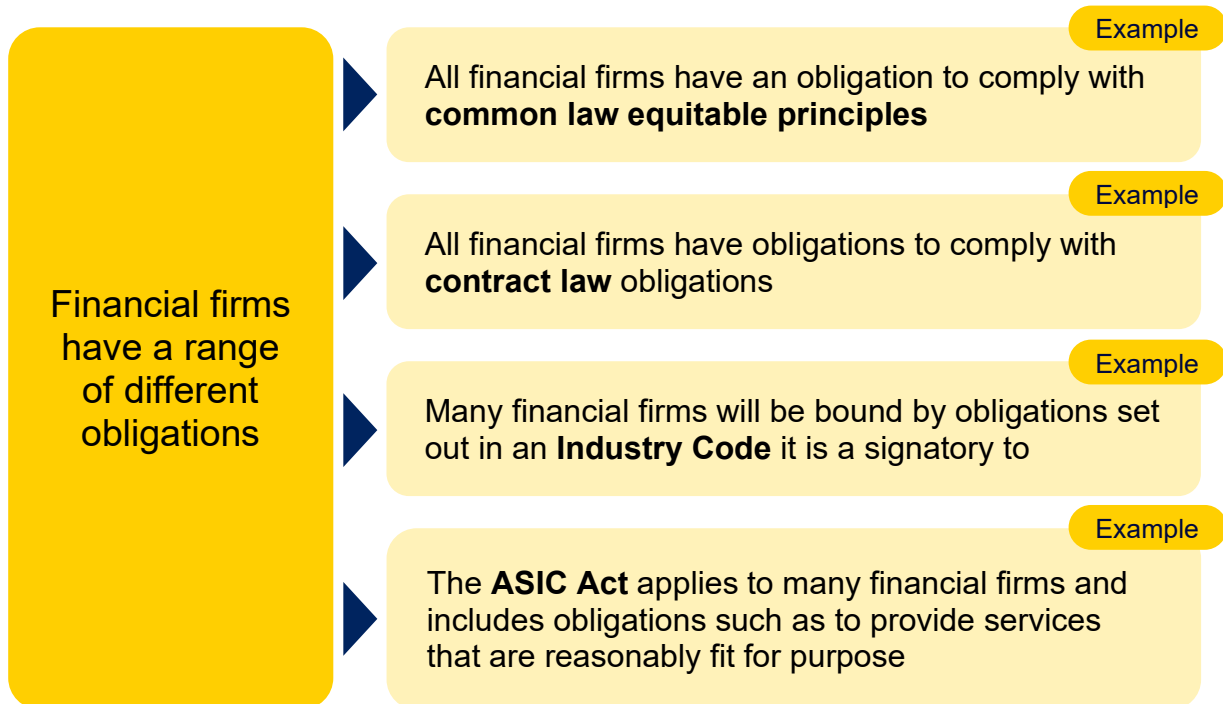 Financial firms
have a range
of different
obligations
Example
All financial firms have an obligation to comply with
common law equitable principles
Example
All financial firms have obligations to comply with
contract law obligations
Example
Many financial firms will be bound by obligations set
out in an Industry Code it is a signatory to
Example
The ASIC Act applies to many financial firms and
includes obligations such as to provide services
that are reasonably fit for purpose